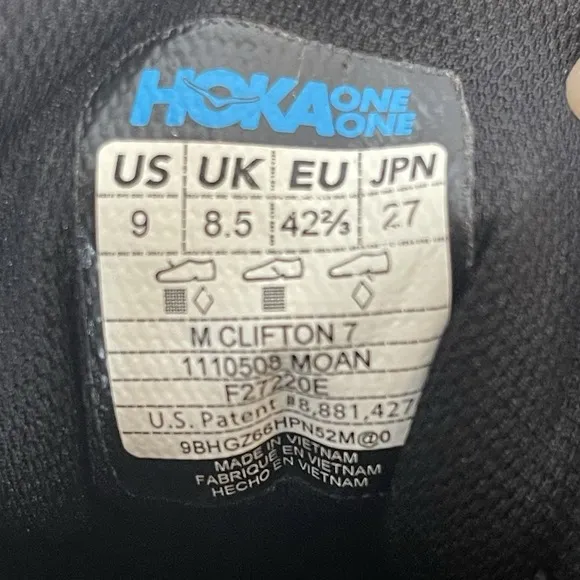 HOKA ONE ONE
US UK EU JPN
9 8.5 42⅔ 27
M CLIFTON 7
1110508 MOAN
F27220E
U.S. Patent #8,881,427
9BHGZ66HPN52M@0
MADE IN VIETNAM
FABRIQUÉ EN VIETNAM
HECHO EN VIETNAM